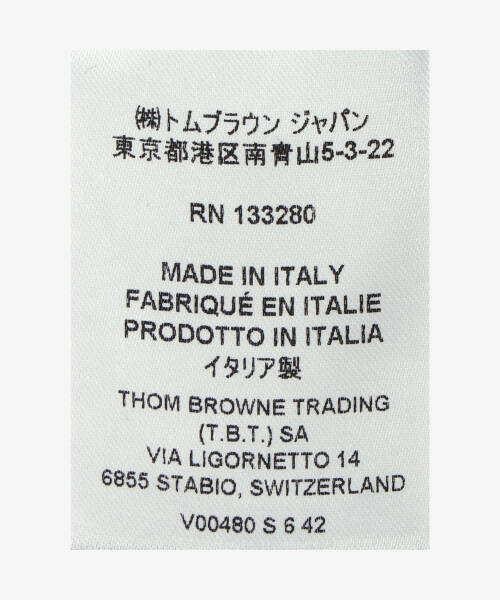 ㈱トムブラウン ジャパン
東京都港区南青山5-3-22
RN 133280
MADE IN ITALY
FABRIQUÉ EN ITALIE
PRODOTTO IN ITALIA
イタリア製
THOM BROWNE TRADING
(T.B.T.) SA
VIA LIGORNETTO 14
6855 STABIO, SWITZERLAND
V00480 S 6 42